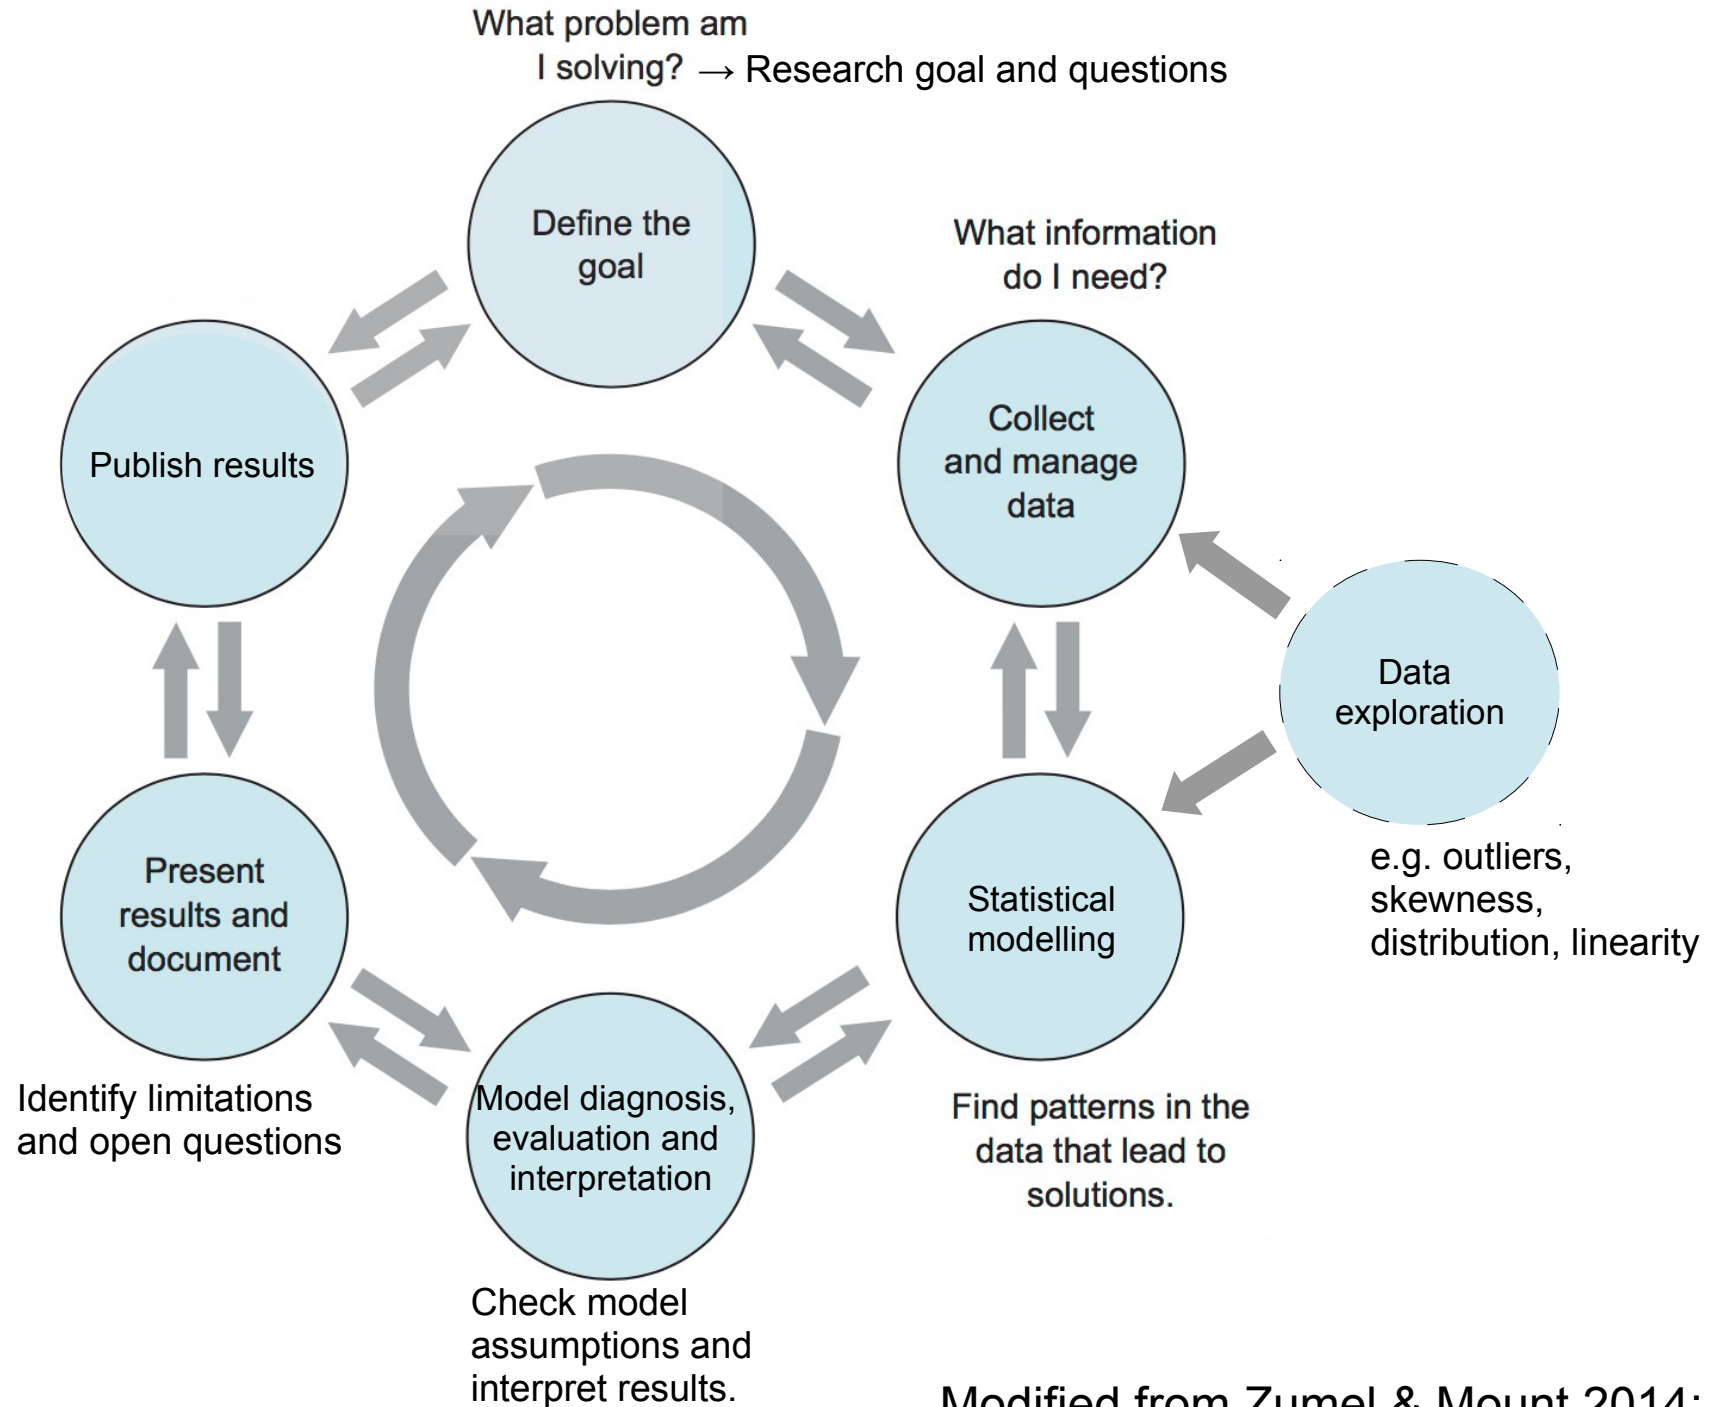 What problem am
I solving? → Research goal and questions
Define the
goal
What information
do I need?
Collect
and manage
data
Publish results
Data
exploration
e.g. outliers,
skewness,
distribution, linearity
Present
results and
document
Statistical
modelling
Identify limitations
and open questions
Model diagnosis,
evaluation and
interpretation
Find patterns in the
data that lead to
solutions.
Check model
assumptions and
interpret results.
Modified from Zumel & Mount 2014: